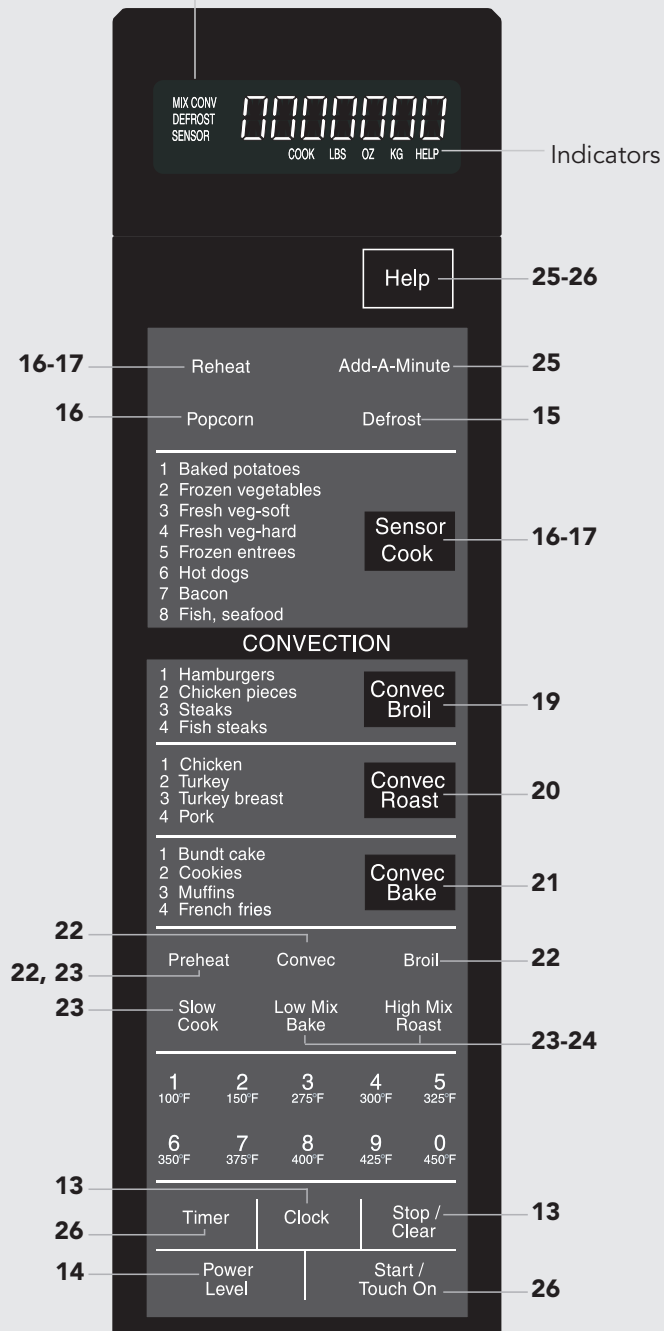 MIX CONV
DEFROST
SENSOR
0000000
COOK LBS OZ KG HELP
Indicators
Help
25-26
16-17
Reheat
Add-A-Minute
25
16
Popcorn
Defrost
15
1 Baked potatoes
2 Frozen vegetables
3 Fresh veg-soft
4 Fresh veg-hard
5 Frozen entrees
6 Hot dogs
7 Bacon
8 Fish, seafood
Sensor
Cook
16-17
CONVECTION
1 Hamburgers
2 Chicken pieces
3 Steaks
4 Fish steaks
Convec
Broil
19
1 Chicken
2 Turkey
3 Turkey breast
4 Pork
Convec
Roast
20
1 Bundt cake
2 Cookies
3 Muffins
4 French fries
Convec
Bake
21
22
Preheat
Convec
Broil
22
22, 23
23
Slow
Cook
Low Mix
Bake
High Mix
Roast
23-24
1 2 3 4 5
100°F 150°F 275°F 300°F 325°F
6 7 8 9 0
350°F 375°F 400°F 425°F 450°F
13
Timer
Clock
Stop /
Clear
13
26
14
Power
Level
Start /
Touch On
26